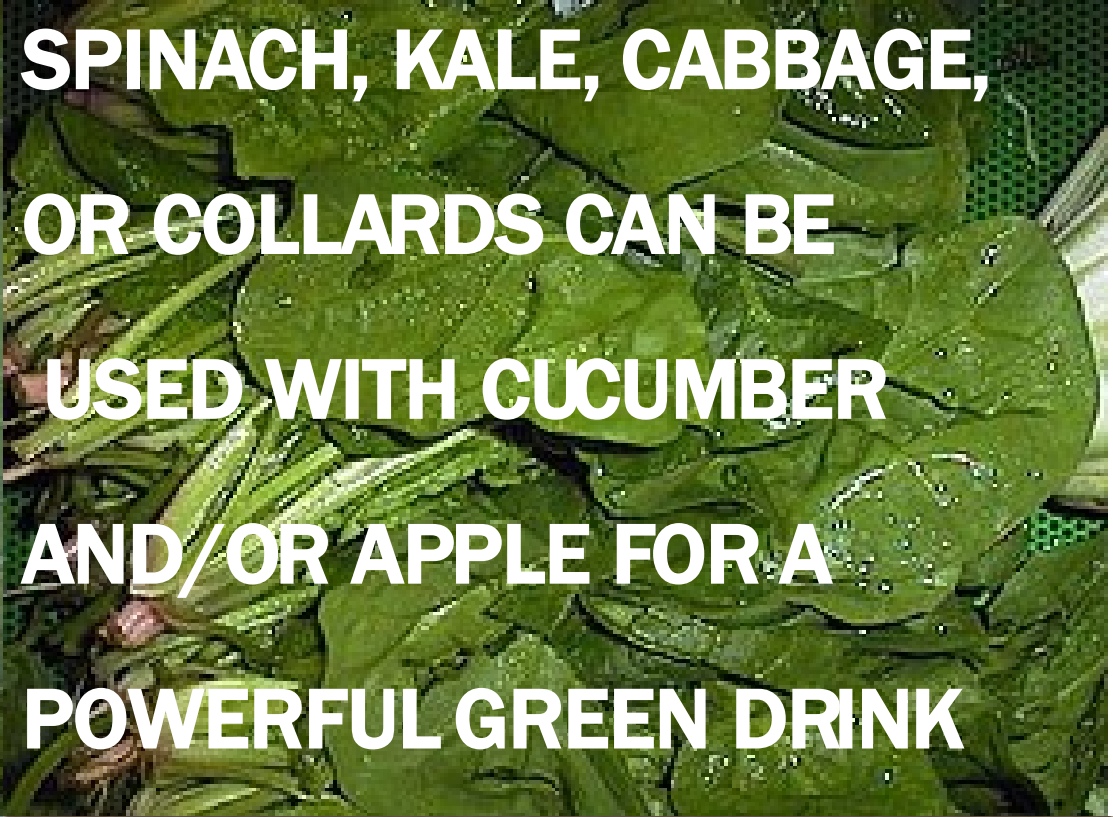 SPINACH, KALE, CABBAGE,
OR COLLARDS CAN BE
USED WITH CUCUMBER
AND/OR APPLE FOR A
POWERFUL GREEN DRINK